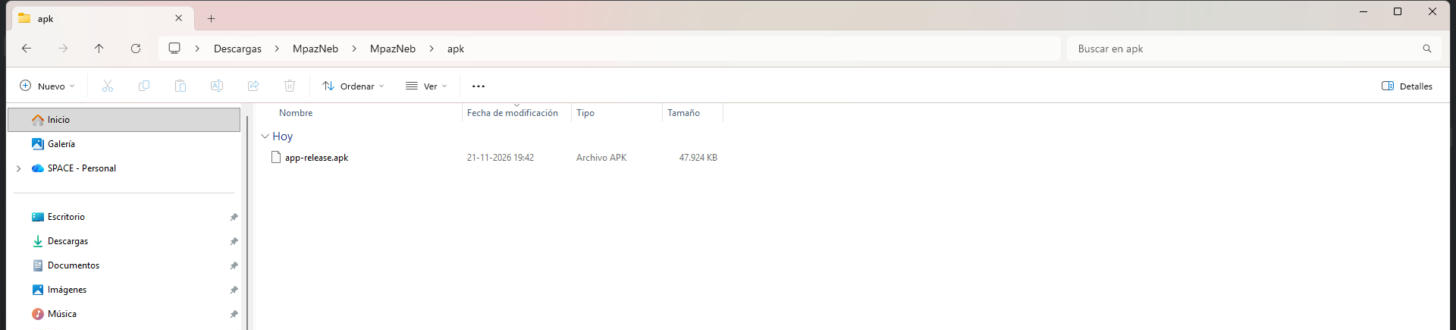 apk
Descargas MpazNeb MpazNeb apk Buscar en apk
Nuevo Ordenar Ver Detalles
Inicio
Galería
SPACE - Personal
Escritorio
Descargas
Documentos
Imágenes
Música
Nombre Fecha de modificación Tipo Tamaño
Hoy
app-release.apk 21-11-2026 19:42 Archivo APK 47.924 KB